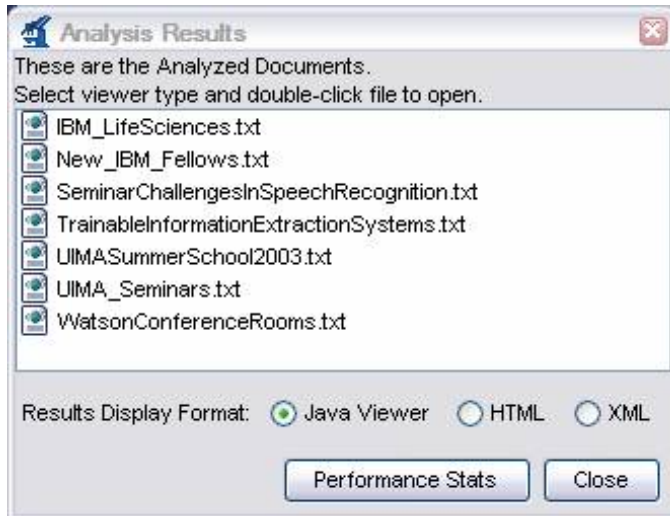 Analysis Results
These are the Analyzed Documents.
Select viewer type and double-click file to open.
IBM_LifeSciences.txt
New_IBM_Fellows.txt
SeminarChallengesInSpeechRecognition.txt
TrainableInformationExtractionSystems.txt
UIMASummerSchool2003.txt
UIMA_Seminars.txt
WatsonConferenceRooms.txt
Results Display Format: Java Viewer HTML XML
Performance Stats Close